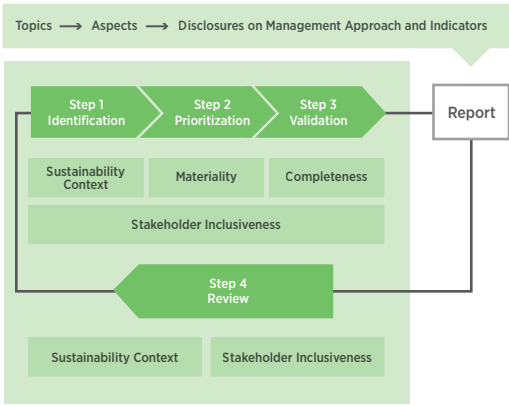 Topics → Aspects → Disclosures on Management Approach and Indicators
Step 1
Identification
Step 2
Prioritization
Step 3
Validation
Report
Sustainability
Context
Materiality
Completeness
Stakeholder Inclusiveness
Step 4
Review
Sustainability Context
Stakeholder Inclusiveness